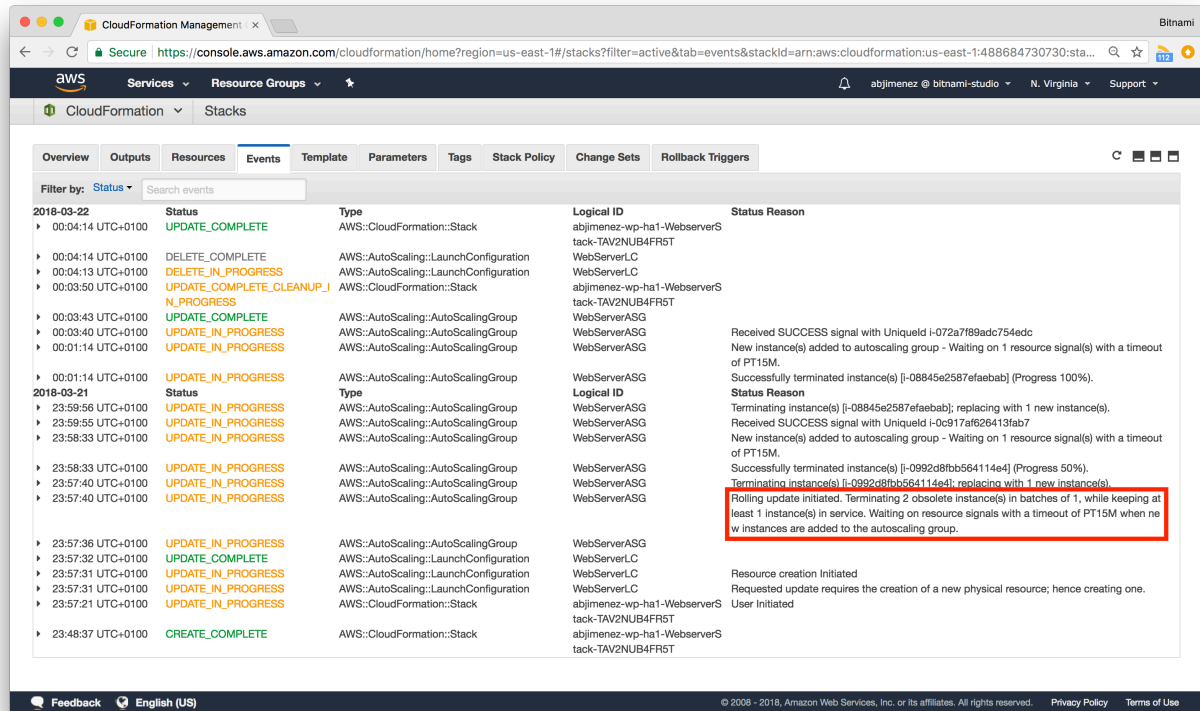 CloudFormation Management
Bitnami
Secure https://console.aws.amazon.com/cloudformation/home?region=us-east-1#/stacks?filter=active&tab=events&stackId=arn:aws:cloudformation:us-east-1:488684730730:sta...
112
aws Services Resource Groups abjimenez @ bitnami-studio N. Virginia Support
CloudFormation Stacks
Overview Outputs Resources Events Template Parameters Tags Stack Policy Change Sets Rollback Triggers
Filter by: Status Search events
2018-03-22 Status Type Logical ID Status Reason
00:04:14 UTC+0100 UPDATE_COMPLETE AWS::CloudFormation::Stack abjimenez-wp-ha1-WebserverS
tack-TAV2NUB4FR5T
00:04:14 UTC+0100 DELETE_COMPLETE AWS::AutoScaling::LaunchConfiguration WebServerLC
00:04:13 UTC+0100 DELETE_IN_PROGRESS AWS::AutoScaling::LaunchConfiguration WebServerLC
00:03:50 UTC+0100 UPDATE_COMPLETE_CLEANUP_I AWS::CloudFormation::Stack abjimenez-wp-ha1-WebserverS
N_PROGRESS tack-TAV2NUB4FR5T
00:03:43 UTC+0100 UPDATE_COMPLETE AWS::AutoScaling::AutoScalingGroup WebServerASG
00:03:40 UTC+0100 UPDATE_IN_PROGRESS AWS::AutoScaling::AutoScalingGroup WebServerASG Received SUCCESS signal with UniqueId i-072a7f89adc754edc
00:01:14 UTC+0100 UPDATE_IN_PROGRESS AWS::AutoScaling::AutoScalingGroup WebServerASG New instance(s) added to autoscaling group - Waiting on 1 resource signal(s) with a timeout
of PT15M.
00:01:14 UTC+0100 UPDATE_IN_PROGRESS AWS::AutoScaling::AutoScalingGroup WebServerASG Successfully terminated instance(s) [i-08845e2587efaebab] (Progress 100%).
2018-03-21 Status Type Logical ID Status Reason
23:59:56 UTC+0100 UPDATE_IN_PROGRESS AWS::AutoScaling::AutoScalingGroup WebServerASG Terminating instance(s) [i-08845e2587efaebab]; replacing with 1 new instance(s).
23:59:55 UTC+0100 UPDATE_IN_PROGRESS AWS::AutoScaling::AutoScalingGroup WebServerASG Received SUCCESS signal with UniqueId i-0c917af626413fab7
23:58:33 UTC+0100 UPDATE_IN_PROGRESS AWS::AutoScaling::AutoScalingGroup WebServerASG New instance(s) added to autoscaling group - Waiting on 1 resource signal(s) with a timeout
of PT15M.
23:58:33 UTC+0100 UPDATE_IN_PROGRESS AWS::AutoScaling::AutoScalingGroup WebServerASG Successfully terminated instance(s) [i-0992d8fbb564114e4] (Progress 50%).
23:57:40 UTC+0100 UPDATE_IN_PROGRESS AWS::AutoScaling::AutoScalingGroup WebServerASG Terminating instance(s) [i-0992d8fbb564114e4]; replacing with 1 new instance(s).
23:57:40 UTC+0100 UPDATE_IN_PROGRESS AWS::AutoScaling::AutoScalingGroup WebServerASG Rolling update initiated. Terminating 2 obsolete instance(s) in batches of 1, while keeping at
least 1 instance(s) in service. Waiting on resource signals with a timeout of PT15M when ne
w instances are added to the autoscaling group.
23:57:36 UTC+0100 UPDATE_IN_PROGRESS AWS::AutoScaling::AutoScalingGroup WebServerASG
23:57:32 UTC+0100 UPDATE_COMPLETE AWS::AutoScaling::LaunchConfiguration WebServerLC
23:57:31 UTC+0100 UPDATE_IN_PROGRESS AWS::AutoScaling::LaunchConfiguration WebServerLC Resource creation Initiated
23:57:31 UTC+0100 UPDATE_IN_PROGRESS AWS::AutoScaling::LaunchConfiguration WebServerLC Requested update requires the creation of a new physical resource; hence creating one.
23:57:21 UTC+0100 UPDATE_IN_PROGRESS AWS::CloudFormation::Stack abjimenez-wp-ha1-WebserverS User Initiated
tack-TAV2NUB4FR5T
23:48:37 UTC+0100 CREATE_COMPLETE AWS::CloudFormation::Stack abjimenez-wp-ha1-WebserverS
tack-TAV2NUB4FR5T
Feedback English (US) © 2008 - 2018, Amazon Web Services, Inc. or its affiliates. All rights reserved. Privacy Policy Terms of Use